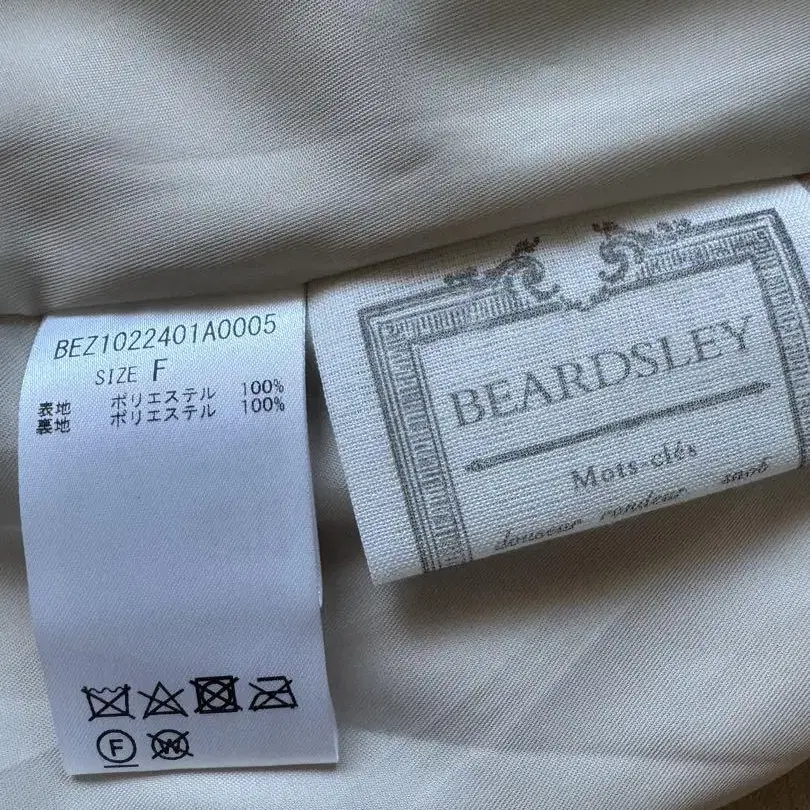 BEZ1022401A0005
SIZE F
表地 ポリエステル 100%
裏地 ポリエステル 100%
F
W
BEARDSLEY
Mots-clés
douceur rondeur